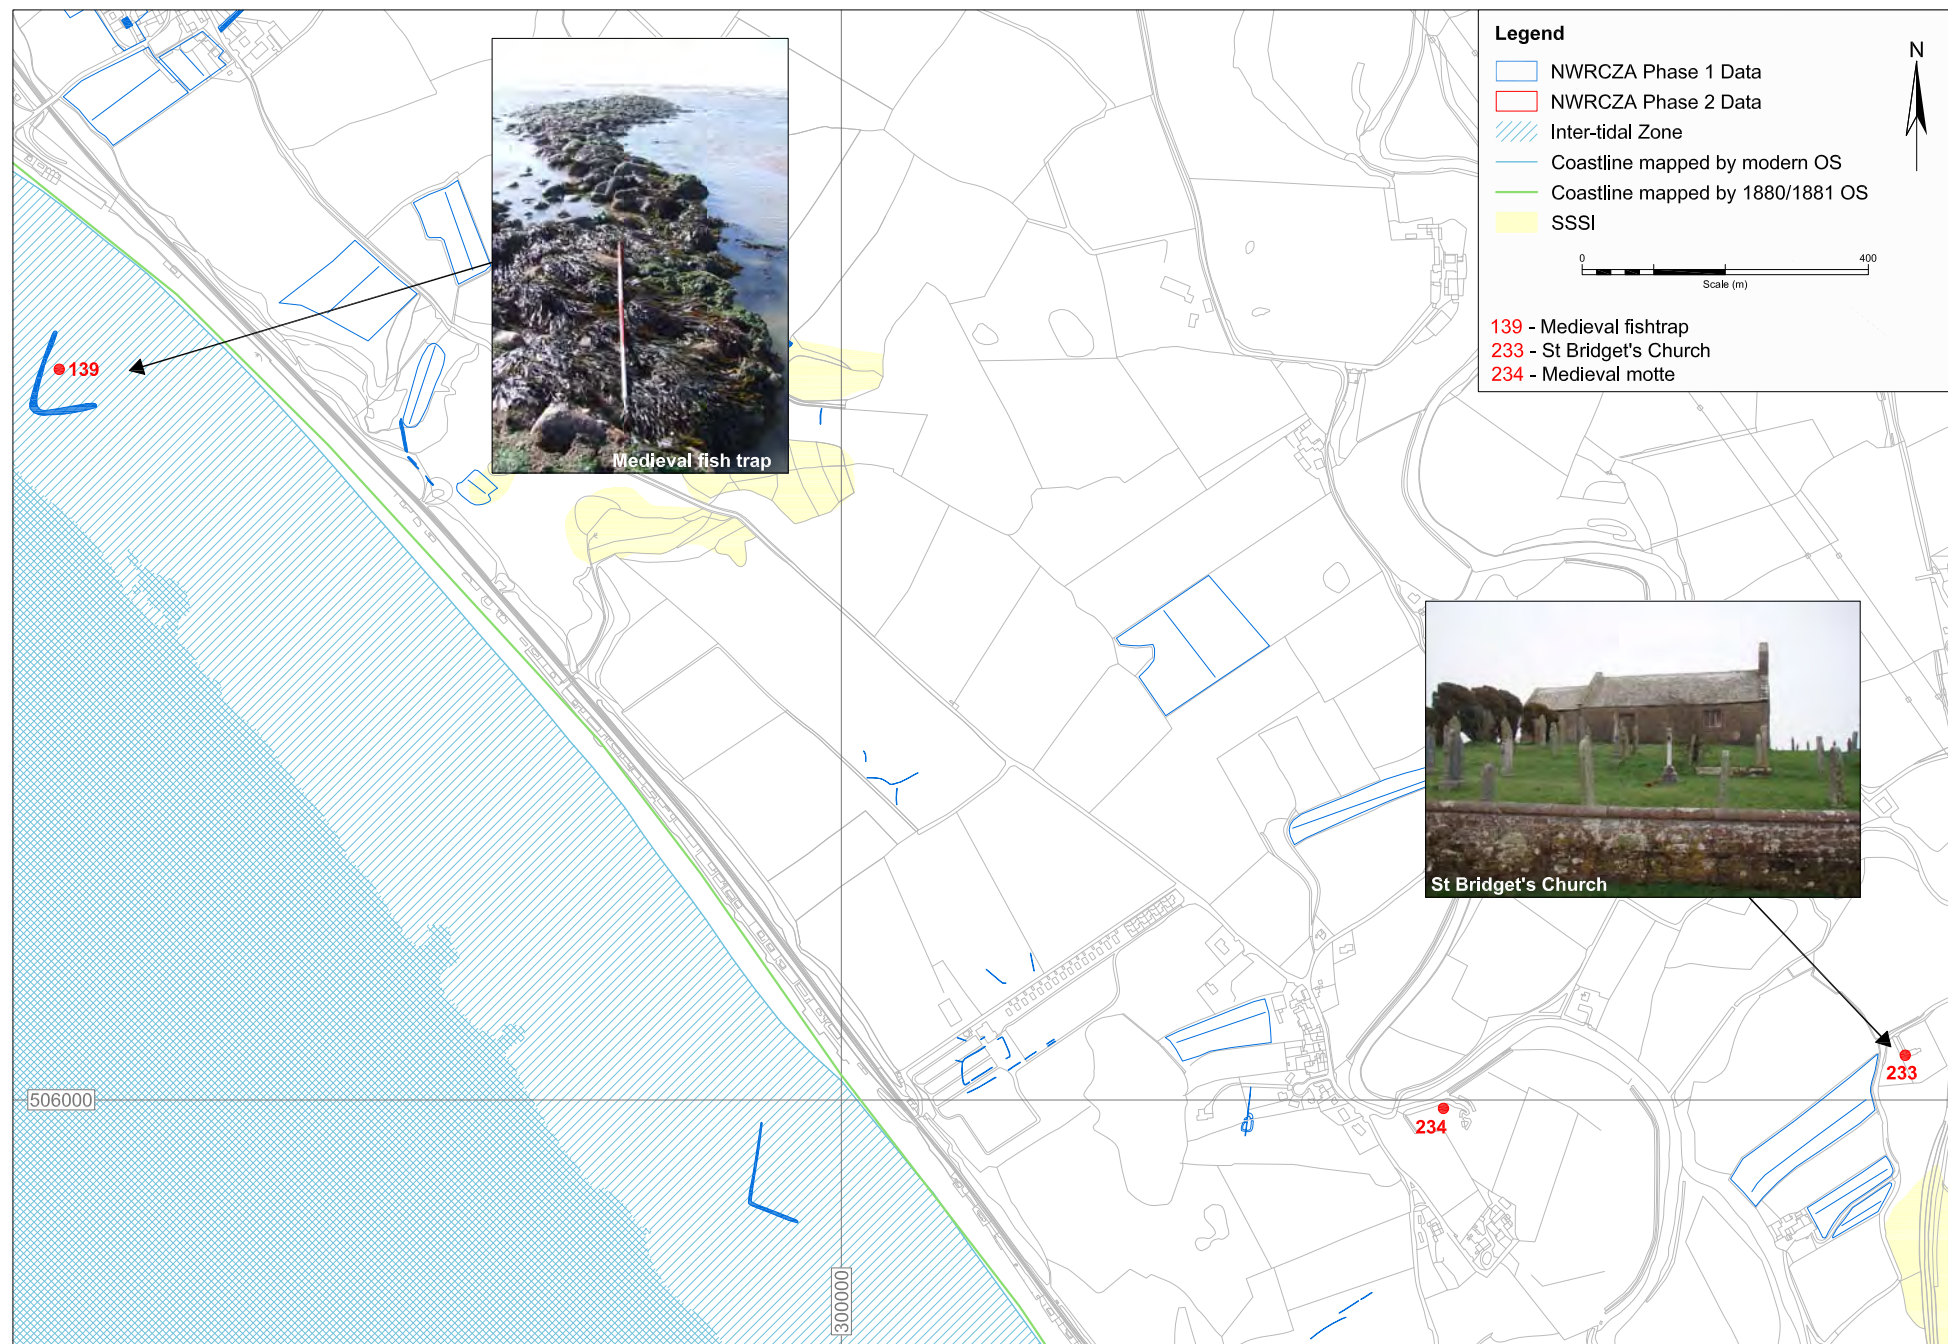 Legend
N
NWRCZA Phase 1 Data
NWRCZA Phase 2 Data
Inter-tidal Zone
Coastline mapped by modern OS
Coastline mapped by 1880/1881 OS
SSSI
0 400
Scale (m)
139 - Medieval fishtrap
233 - St Bridget's Church
234 - Medieval motte
139
Medieval fish trap
St Bridget's Church
233
234
506000
300000